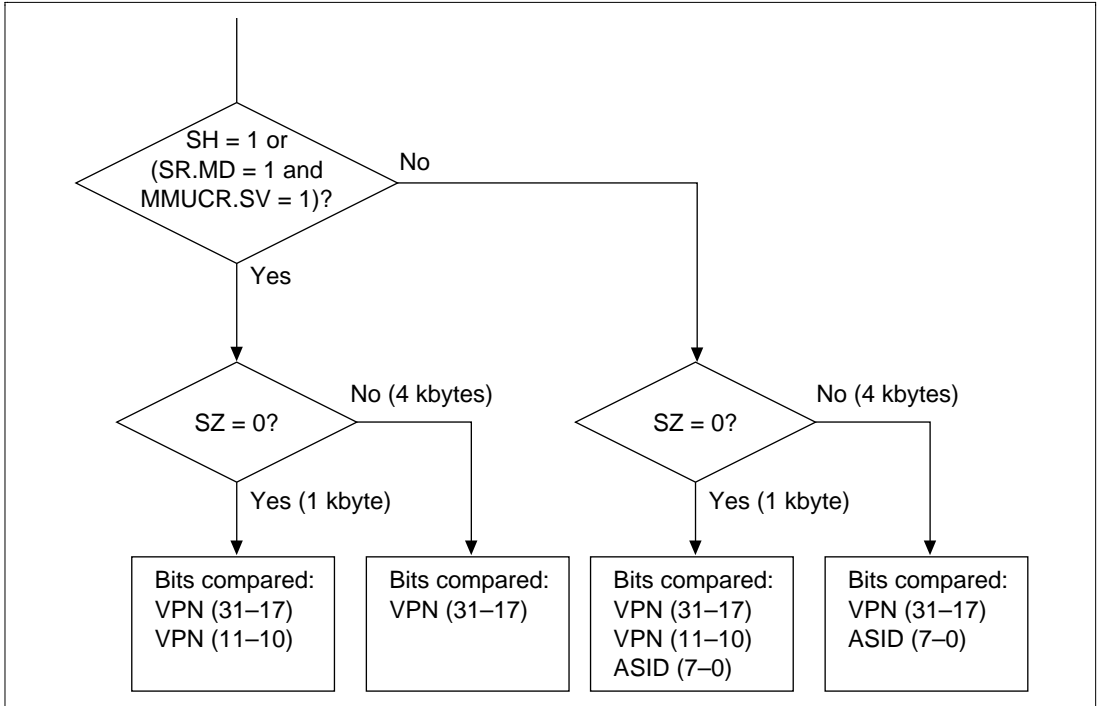 SH = 1 or
(SR.MD = 1 and
MMUCR.SV = 1)?
No
Yes
SZ = 0?
No (4 kbytes)
Yes (1 kbyte)
SZ = 0?
No (4 kbytes)
Yes (1 kbyte)
Bits compared:
VPN (31–17)
VPN (11–10)
Bits compared:
VPN (31–17)
Bits compared:
VPN (31–17)
VPN (11–10)
ASID (7–0)
Bits compared:
VPN (31–17)
ASID (7–0)